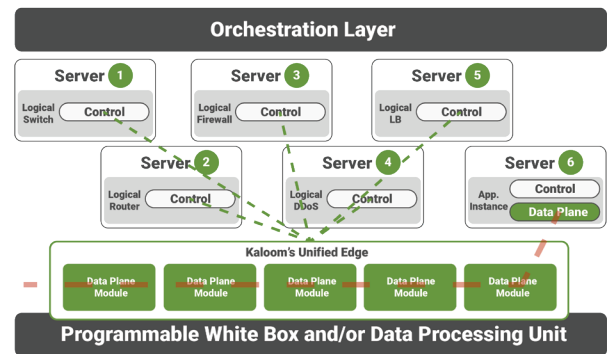 Orchestration Layer
Server 1
Logical
Switch
Control
Server 3
Logical
Firewall
Control
Server 5
Logical
LB
Control
Server 2
Logical
Router
Control
Server 4
Logical
DDoS
Control
Server 6
App.
Instance
Control
Data Plane
Kaloom's Unified Edge
Data Plane
Module
Data Plane
Module
Data Plane
Module
Data Plane
Module
Data Plane
Module
Programmable White Box and/or Data Processing Unit